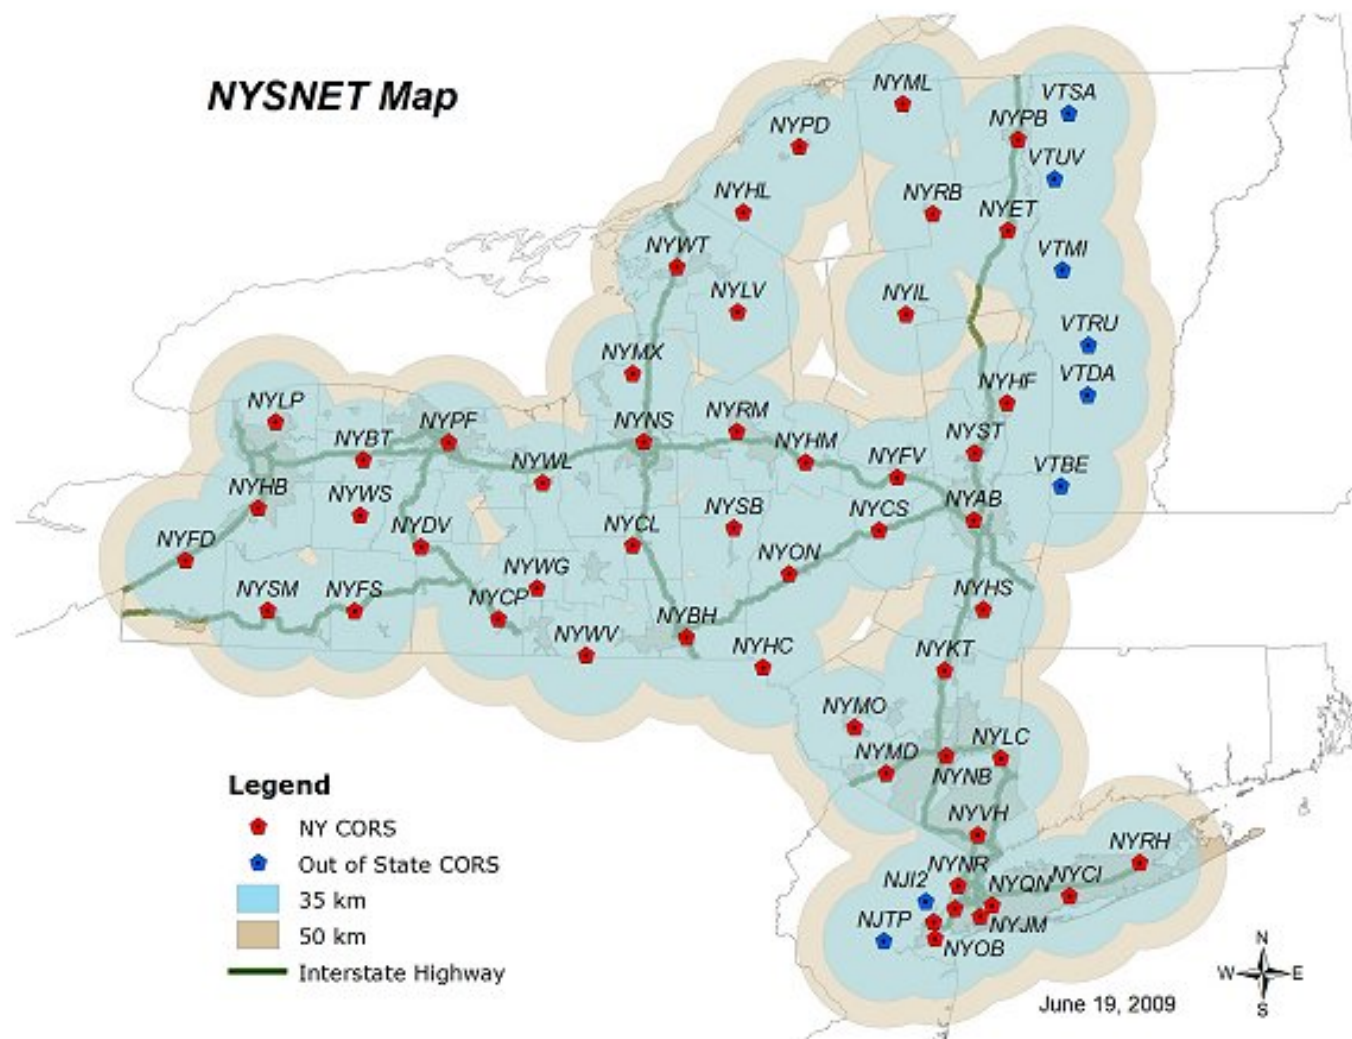 NYSNET Map
NYML
VTSA
NYPD
NYPB
VTUV
NYHL
NYRB
NYET
NYWT
VTMI
NYLV
NYIL
VTRU
NYMX
VTDA
NYHF
NYLP
NYPF
NYNS
NYRM
NYBT
NYHM
NYST
NYWL
NYFV
VTBE
NYHB
NYWS
NYSB
NYCS
NYAB
NYDV
NYCL
NYFD
NYON
NYWG
NYSM
NYFS
NYCP
NYHS
NYBH
NYWV
NYHC
NYKT
NYMO
NYLC
NYMD
NYNB
NYVH
NYRH
NYNR
NJI2
NYQN
NYCI
NJTP
NYJM
NYOB
Legend
NY CORS
Out of State CORS
35 km
50 km
Interstate Highway
N
W E
S
June 19, 2009